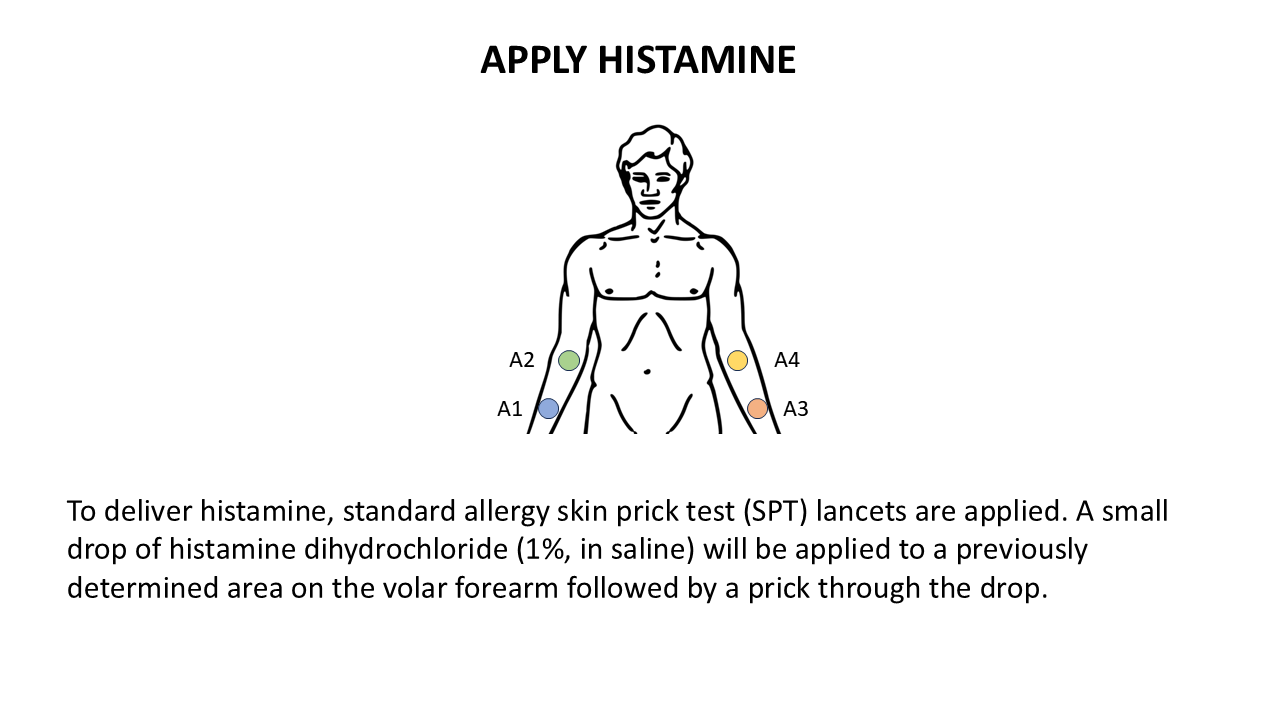 APPLY HISTAMINE
A2
A4
A1
A3
To deliver histamine, standard allergy skin prick test (SPT) lancets are applied. A small
drop of histamine dihydrochloride (1%, in saline) will be applied to a previously
determined area on the volar forearm followed by a prick through the drop.